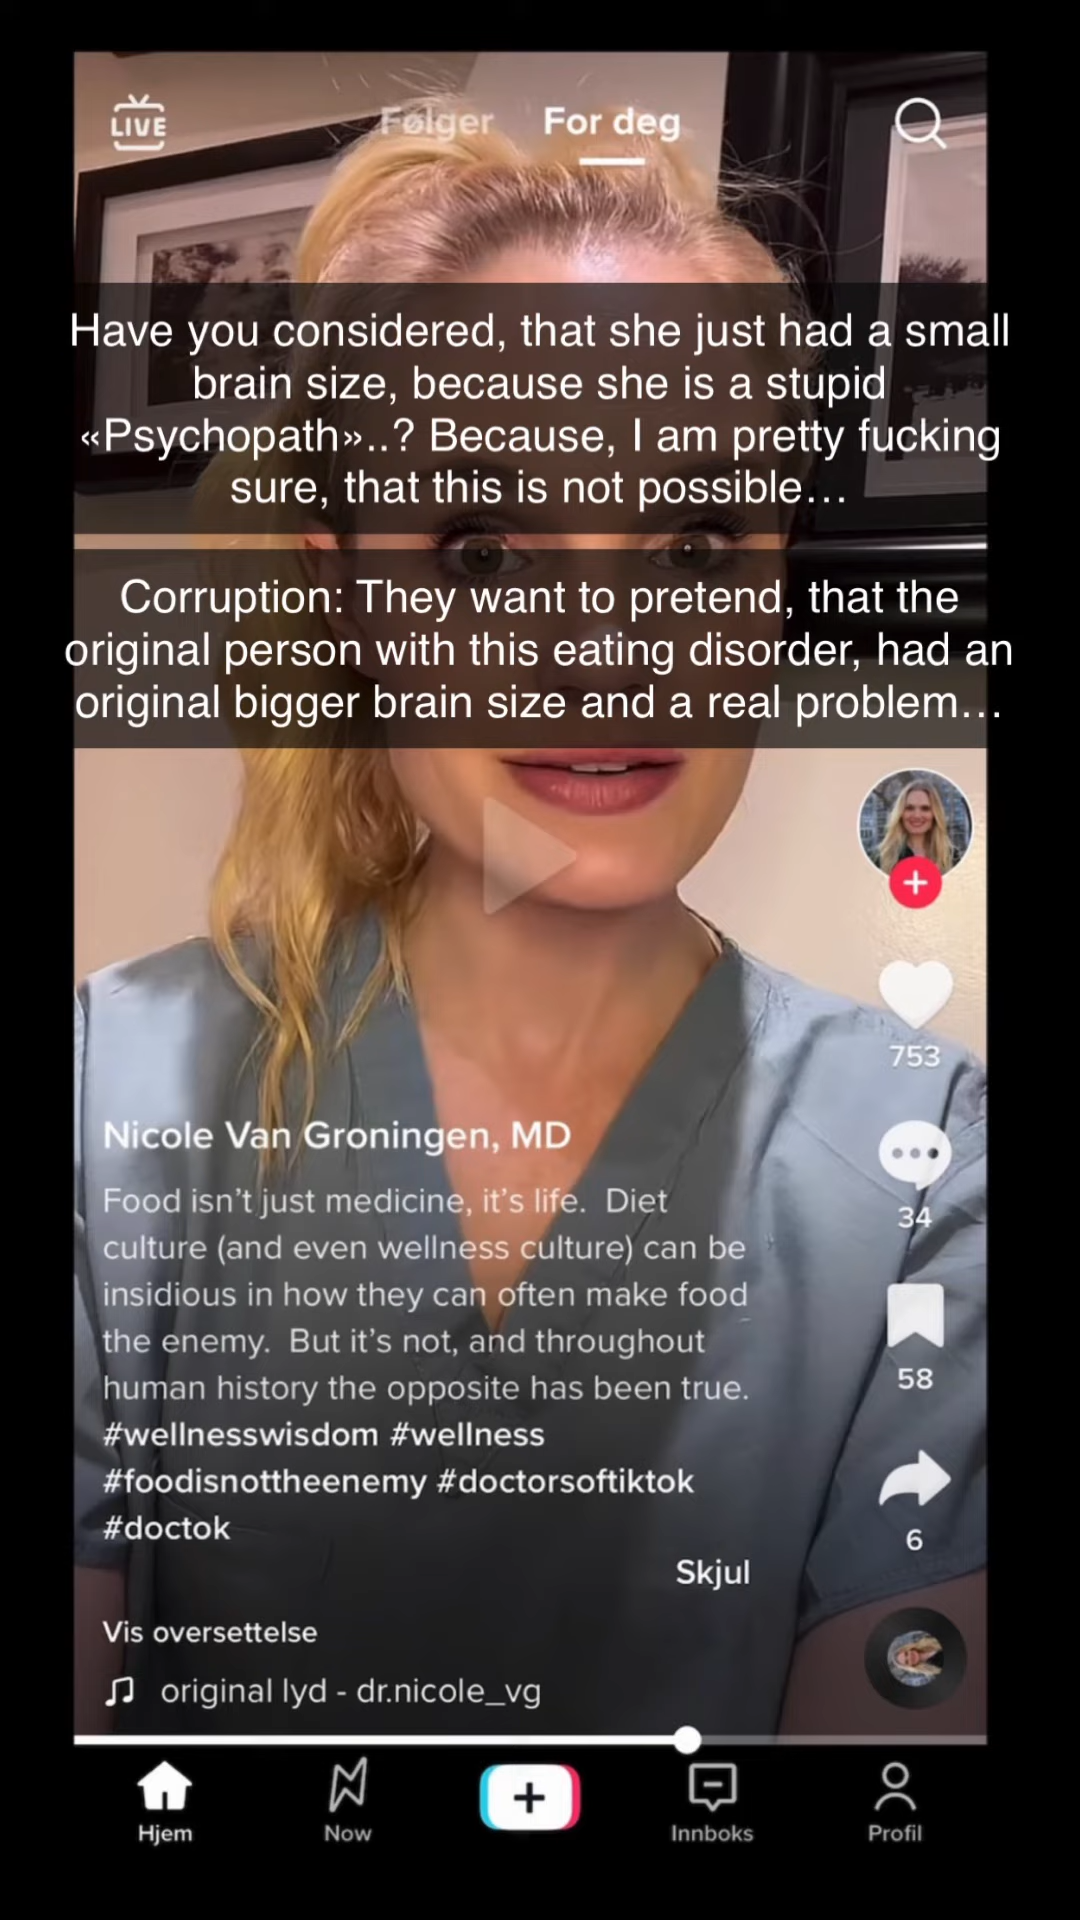 LIVE
Følger
For deg
Have you considered, that she just had a small
brain size, because she is a stupid
«Psychopath»..? Because, I am pretty fucking
sure, that this is not possible...
Corruption: They want to pretend, that the
original person with this eating disorder, had an
original bigger brain size and a real problem...
753
34
58
6
Nicole Van Groningen, MD
Food isn't just medicine, it's life.  Diet
culture (and even wellness culture) can be
insidious in how they can often make food
the enemy.  But it's not, and throughout
human history the opposite has been true.
#wellnesswisdom #wellness
#foodisnottheenemy #doctorsoftiktok
#doctok
Skjul
Vis oversettelse
original lyd - dr.nicole_vg
Hjem
Now
Innboks
Profil